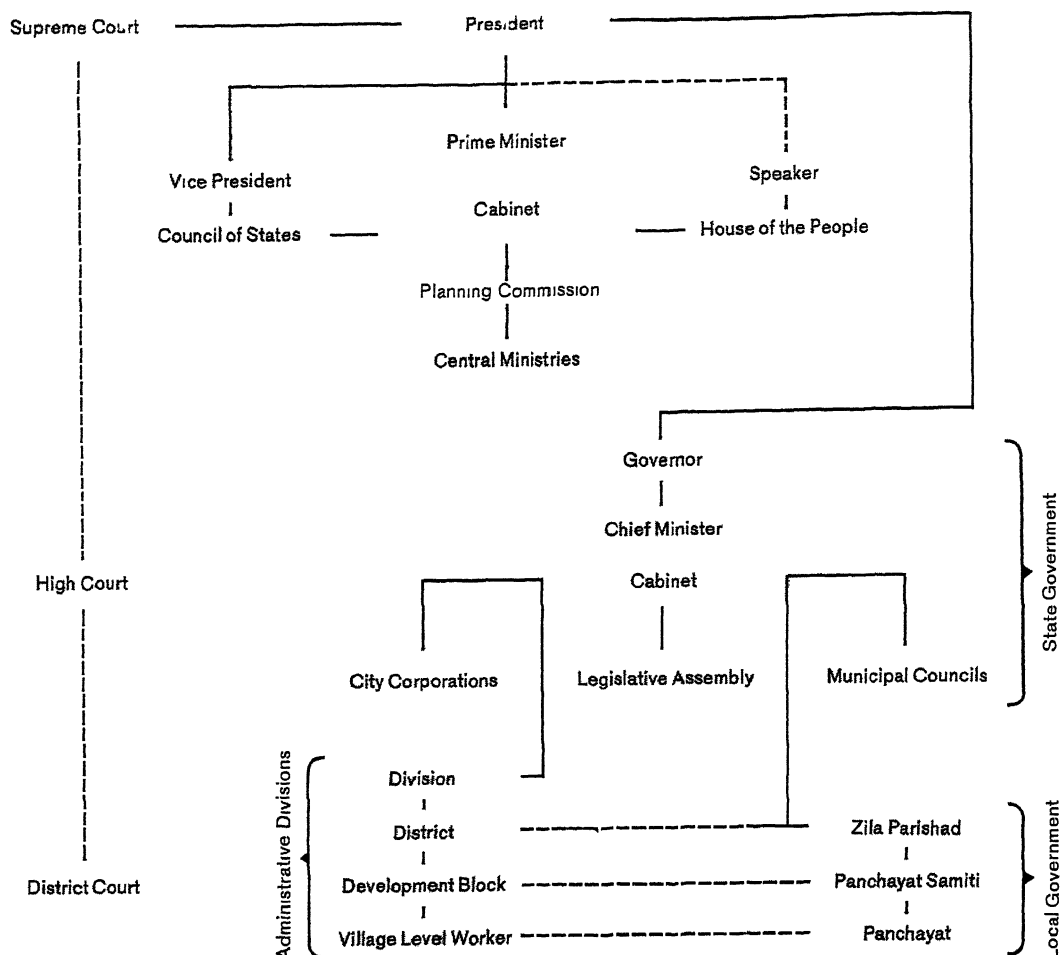 Supreme Court
President
Prime Minister
Vice President
Speaker
Cabinet
Council of States
House of the People
Planning Commission
Central Ministries
Governor
Chief Minister
High Court
Cabinet
State Government
City Corporations
Legislative Assembly
Municipal Councils
Administrative Divisions
Division
District
Zila Parishad
District Court
Development Block
Panchayat Samiti
Local Government
Village Level Worker
Panchayat